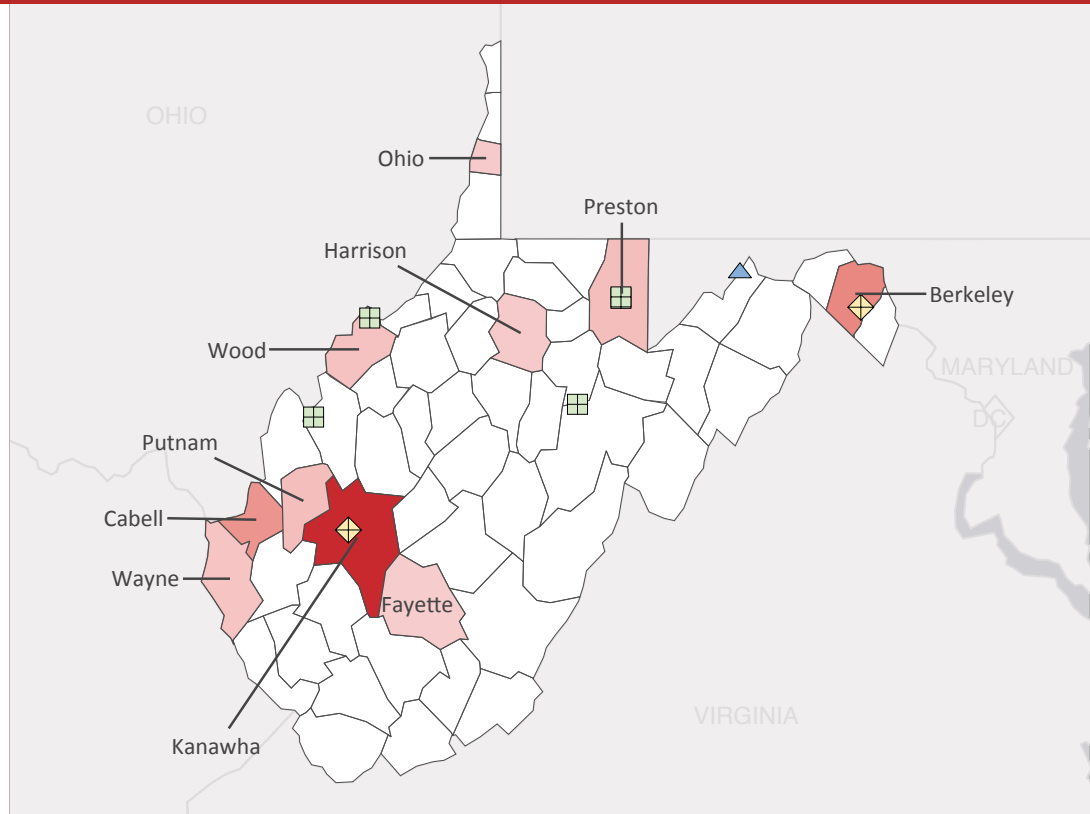 OHIO
Ohio
Preston
Harrison
Berkeley
Wood
MARYLAND
DC
Putnam
Cabell
Wayne
Fayette
VIRGINIA
Kanawha